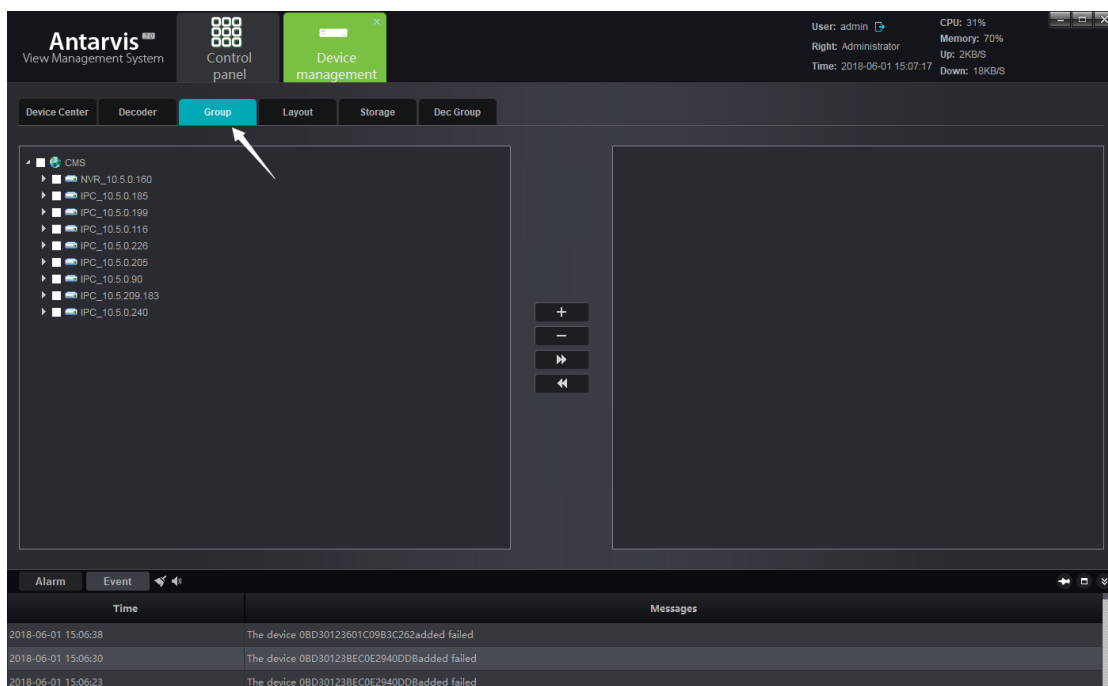 Antarvis 2.0
View Management System
Control
panel
Device
management
User: admin
Right: Administrator
Time: 2018-06-01 15:07:17
CPU: 31%
Memory: 70%
Up: 2KB/S
Down: 18KB/S
Device Center Decoder Group Layout Storage Dec Group
CMS
NVR_10.5.0.160
IPC_10.5.0.185
IPC_10.5.0.199
IPC_10.5.0.116
IPC_10.5.0.226
IPC_10.5.0.205
IPC_10.5.0.90
IPC_10.5.209.183
IPC_10.5.0.240
Alarm Event
Time Messages
2018-06-01 15:06:38 The device 0BD30123601C09B3C262added failed
2018-06-01 15:06:30 The device 0BD30123BEC0E2940DDBadded failed
2018-06-01 15:06:23 The device 0BD30123BEC0E2940DDBadded failed